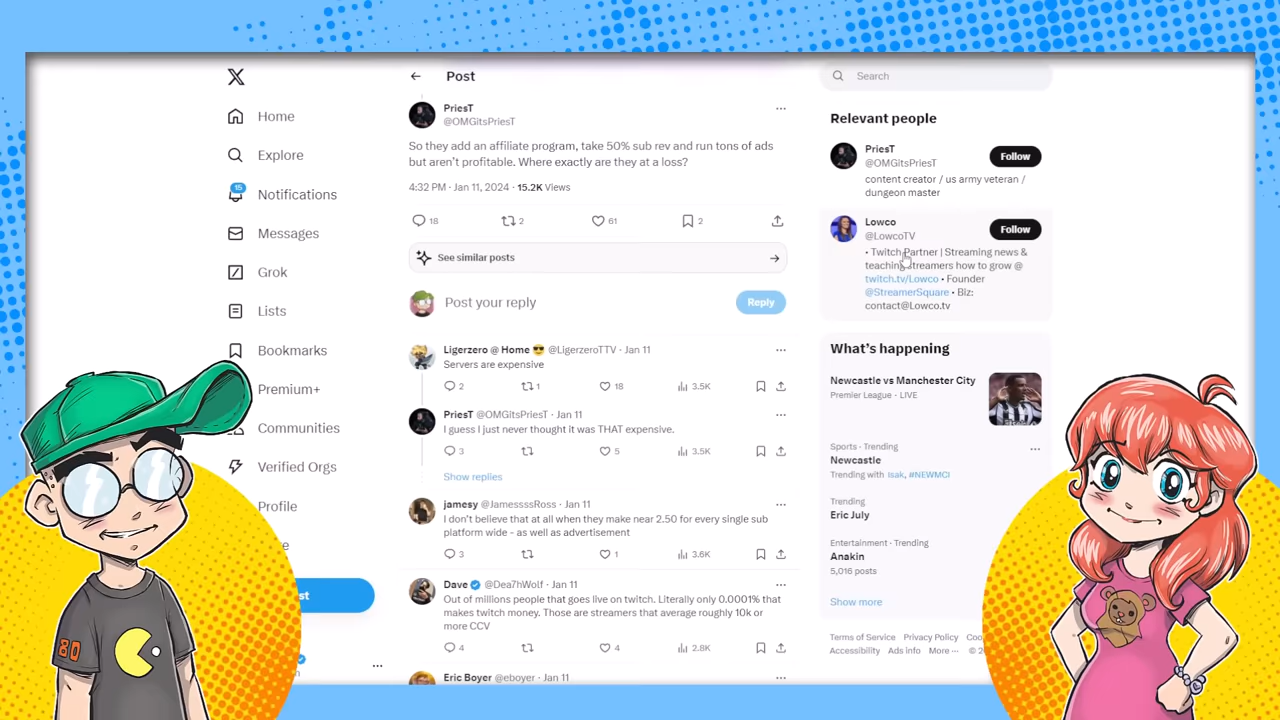 Home
Explore
15
Notifications
Messages
Grok
Lists
Bookmarks
Premium+
Communities
Verified Orgs
Profile
80
Post
PriesT
@OMGitsPriesT
So they add an affiliate program, take 50% sub rev and run tons of ads
but aren't profitable. Where exactly are they at a loss?
4:32 PM · Jan 11, 2024 · 15.2K Views
18 2 61 2
See similar posts
Post your reply
Reply
Ligerzero @ Home 😎 @LigerzeroTTV · Jan 11
Servers are expensive
2 1 18 3.5K
PriesT @OMGitsPriesT · Jan 11
I guess I just never thought it was THAT expensive.
3 5 3.5K
Show replies
jamesy @JamessssRoss · Jan 11
I don't believe that at all when they make near 2.50 for every single sub
platform wide - as well as advertisement
3 1 3.6K
Dave @Dea7hWolf · Jan 11
Out of millions people that goes live on twitch. Literally only 0.0001% that
makes twitch money. Those are streamers that average roughly 10k or
more CCV
4 4 2.8K
Eric Boyer @eboyer · Jan 11
Search
Relevant people
PriesT
@OMGitsPriesT
Follow
content creator / us army veteran /
dungeon master
Lowco
@LowcoTV
Follow
• Twitch Partner | Streaming news &
teaching streamers how to grow @
twitch.tv/Lowco • Founder
@StreamerSquare • Biz:
contact@Lowco.tv
What's happening
Newcastle vs Manchester City
Premier League · LIVE
Sports · Trending
Newcastle
Trending with Isak, #NEWMCI
Trending
Eric July
Entertainment · Trending
Anakin
5,016 posts
Show more
Terms of Service Privacy Policy
Accessibility Ads info More ···